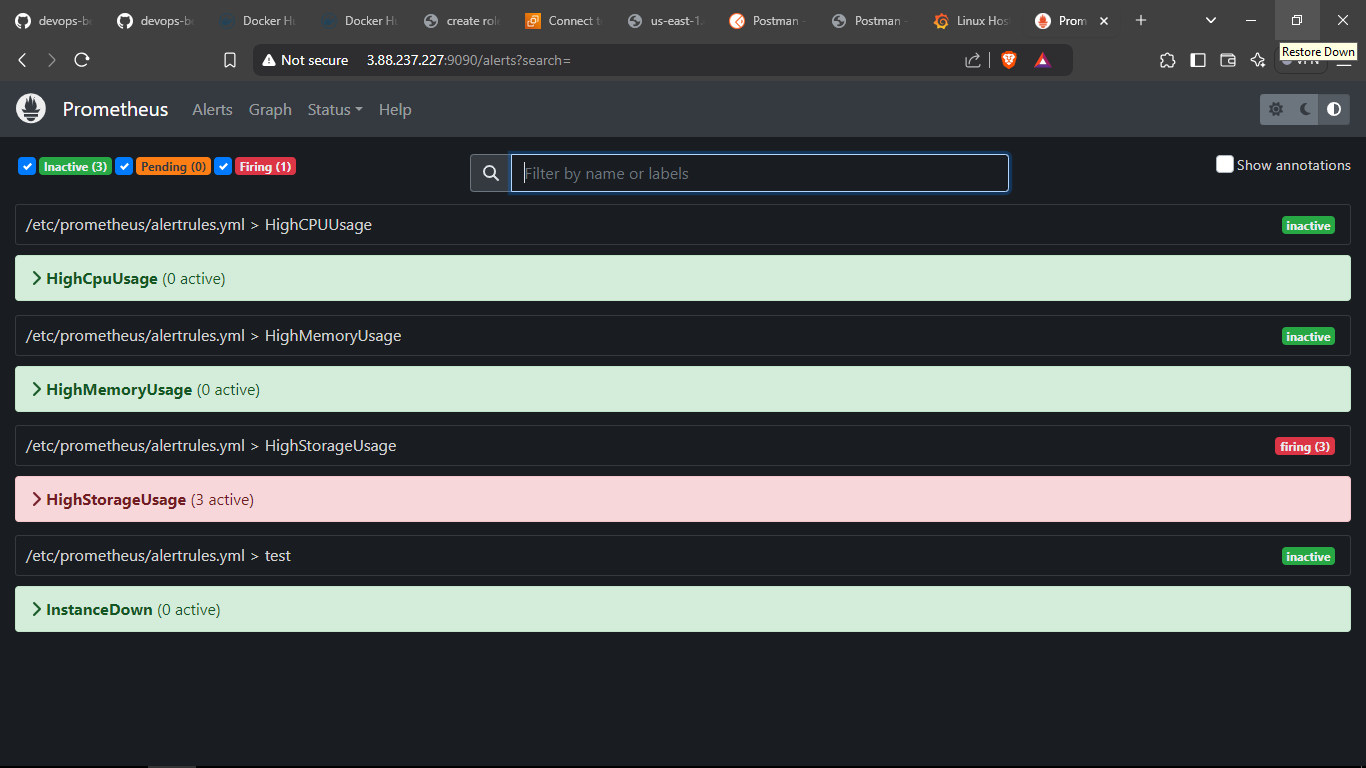 devops-b
devops-b
Docker H
Docker H
create rol
Connect t
us-east-1.
Postman
Postman
Linux Hos
Prom
Restore Down
Not secure 3.88.237.227:9090/alerts?search=
Prometheus Alerts Graph Status Help
Inactive (3) Pending (0) Firing (1)
Filter by name or labels
Show annotations
/etc/prometheus/alertrules.yml > HighCPUUsage inactive
HighCpuUsage (0 active)
/etc/prometheus/alertrules.yml > HighMemoryUsage inactive
HighMemoryUsage (0 active)
/etc/prometheus/alertrules.yml > HighStorageUsage firing (3)
HighStorageUsage (3 active)
/etc/prometheus/alertrules.yml > test inactive
InstanceDown (0 active)